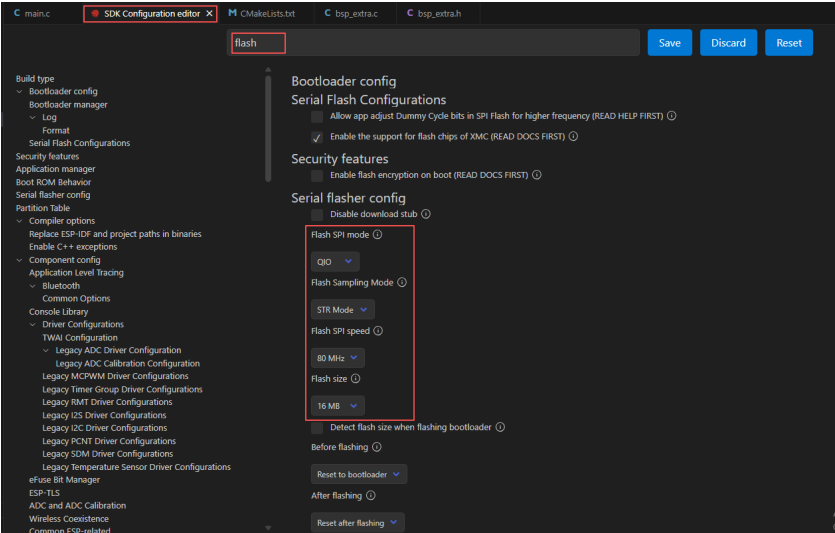 main.c
SDK Configuration editor
CMakeLists.txt
bsp_extra.c
bsp_extra.h
flash
Save
Discard
Reset
Build type
Bootloader config
Bootloader manager
Log
Format
Serial Flash Configurations
Security features
Application manager
Boot ROM Behavior
Serial flasher config
Partition Table
Compiler options
Replace ESP-IDF and project paths in binaries
Enable C++ exceptions
Component config
Application Level Tracing
Bluetooth
Common Options
Console Library
Driver Configurations
TWAI Configuration
Legacy ADC Driver Configuration
Legacy ADC Calibration Configuration
Legacy MCPWM Driver Configurations
Legacy Timer Group Driver Configurations
Legacy RMT Driver Configurations
Legacy I2S Driver Configurations
Legacy I2C Driver Configurations
Legacy PCNT Driver Configurations
Legacy SDM Driver Configurations
Legacy Temperature Sensor Driver Configurations
eFuse Bit Manager
ESP-TLS
ADC and ADC Calibration
Wireless Coexistence
Common ESP-related
Bootloader config
Serial Flash Configurations
Allow app adjust Dummy Cycle bits in SPI Flash for higher frequency (READ HELP FIRST)
Enable the support for flash chips of XMC (READ DOCS FIRST)
Security features
Enable flash encryption on boot (READ DOCS FIRST)
Serial flasher config
Disable download stub
Flash SPI mode
QIO
Flash Sampling Mode
STR Mode
Flash SPI speed
80 MHz
Flash size
16 MB
Detect flash size when flashing bootloader
Before flashing
Reset to bootloader
After flashing
Reset after flashing